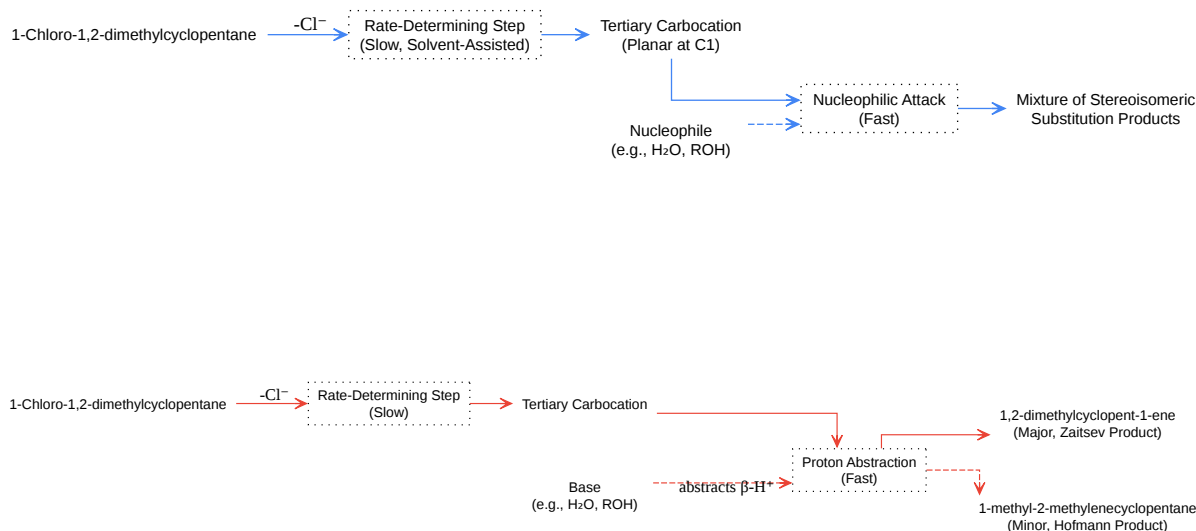 1-Chloro-1,2-dimethylcyclopentane
-Cl⁻
Rate-Determining Step
(Slow, Solvent-Assisted)
Tertiary Carbocation
(Planar at C1)
Nucleophile
(e.g., H₂O, ROH)
Nucleophilic Attack
(Fast)
Mixture of Stereoisomeric
Substitution Products
1-Chloro-1,2-dimethylcyclopentane
-Cl⁻
Rate-Determining Step
(Slow)
Tertiary Carbocation
Base
(e.g., H₂O, ROH)
abstracts β-H⁺
Proton Abstraction
(Fast)
1,2-dimethylcyclopent-1-ene
(Major, Zaitsev Product)
1-methyl-2-methylenecyclopentane
(Minor, Hofmann Product)